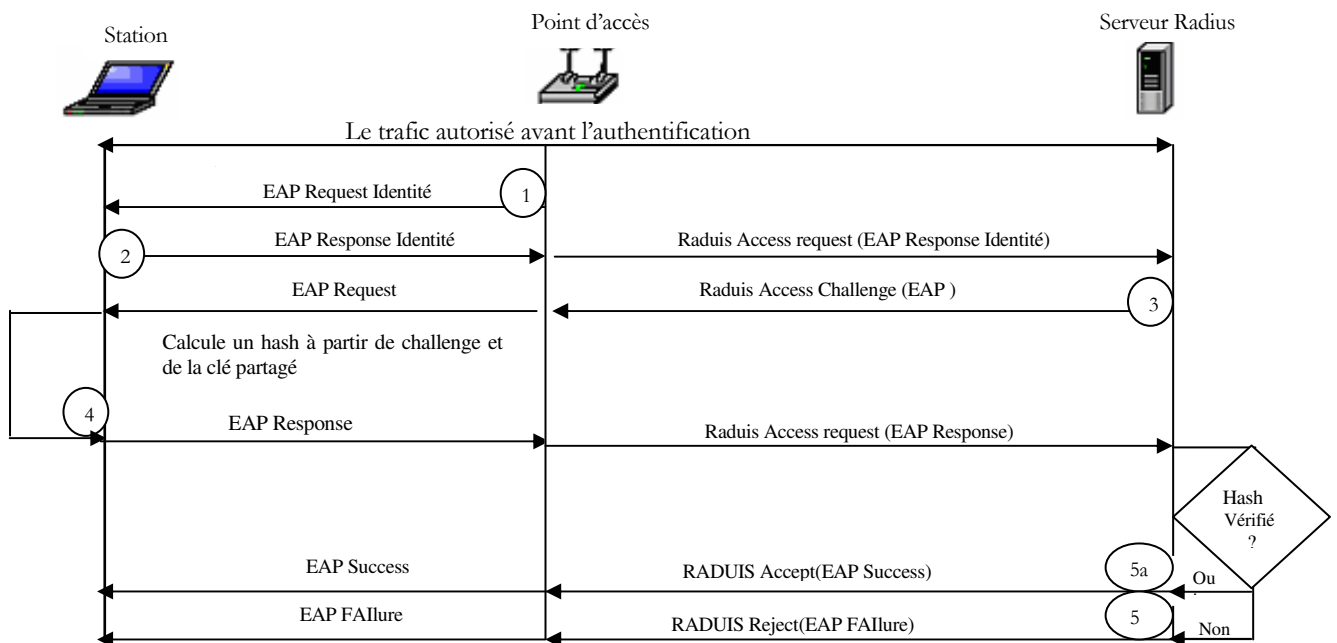 Station
Point d'accès
Serveur Radius
Le trafic autorisé avant l'authentification
EAP Request Identité
1
2
EAP Response Identité
Raduis Access request (EAP Response Identité)
EAP Request
Raduis Access Challenge (EAP )
3
Calcule un hash à partir de challenge et
de la clé partagé
4
EAP Response
Raduis Access request (EAP Response)
Hash
Vérifié
?
EAP Success
RADUIS Accept(EAP Success)
5a
Ou
EAP FAIlure
RADUIS Reject(EAP FAIlure)
5
Non